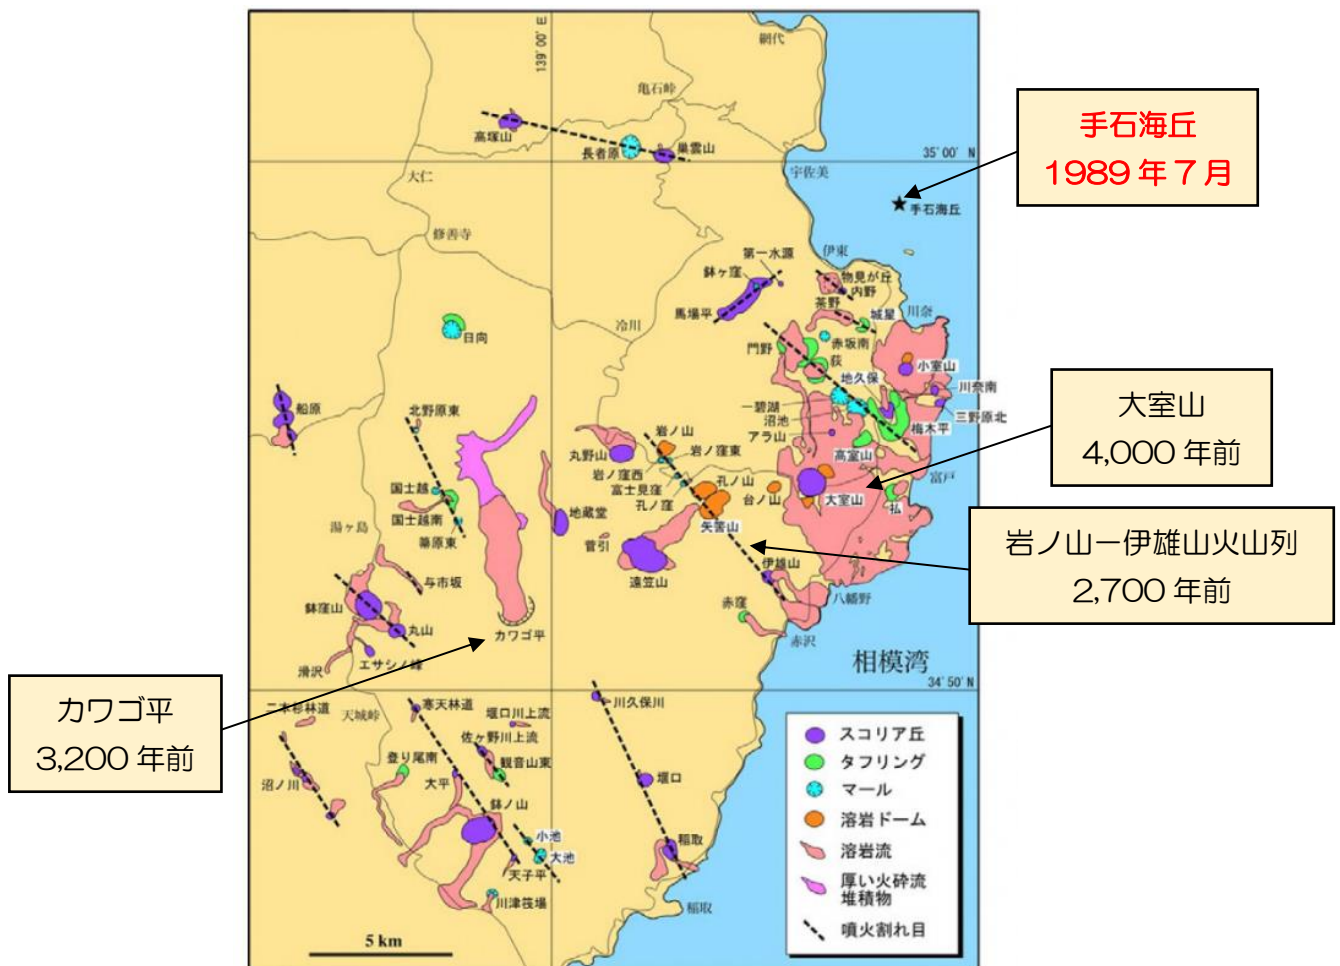 網代
139° 00' E
亀石峠
高塚山
長者原
巣雲山
35° 00' N
宇佐美
大仁
手石海丘
1989年7月
手石海丘
修善寺
伊東
第一水源
鉢ヶ窪
馬場平
物見が丘
内野
茶野
城星
川奈
冷川
日向
門野
赤坂南
荻
小室山
地久保
川奈南
一碧湖
沼池
アラ山
三野原北
梅木平
大室山
4,000年前
船原
北野原東
岩ノ山
丸野山
岩ノ窪東
岩ノ窪西
富士見窪
孔ノ窪
孔ノ山
台ノ山
高室山
富戸
大室山
払
国士越
国士越南
簱原東
湯ヶ島
地蔵堂
菅引
矢筈山
遠笠山
伊雄山
岩ノ山ー伊雄山火山列
2,700年前
与市坂
鉢窪山
丸山
赤窪
八幡野
赤沢
カワゴ平
滑沢
エサシノ峰
相模湾
34° 50' N
カワゴ平
3,200年前
二本杉林道
天城峠
寒天林道
堰口川上流
川久保川
佐ヶ野川上流
登り尾南
観音山東
大平
沼ノ川
堰口
鉢ノ山
小池
大池
稲取
天子平
川津筏場
稲取
5 km
スコリア丘
タフリング
マール
溶岩ドーム
溶岩流
厚い火砕流
堆積物
噴火割れ目